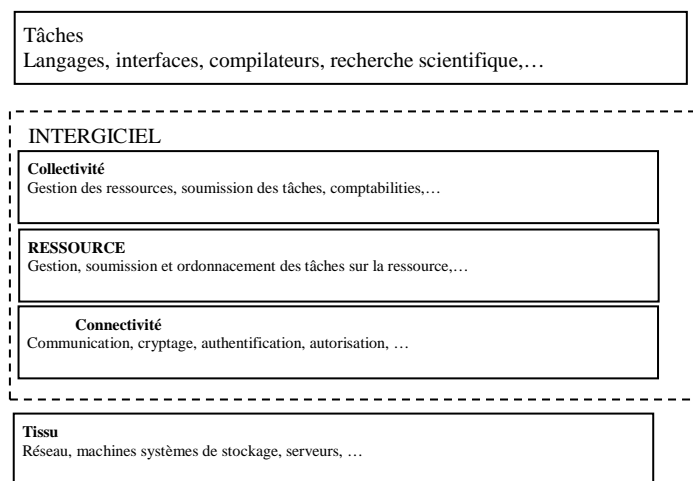 Tâches
Langages, interfaces, compilateurs, recherche scientifique,…
INTERGICIEL
Collectivité
Gestion des ressources, soumission des tâches, comptabilities,…
RESSOURCE
Gestion, soumission et ordonnacement des tâches sur la ressource,…
Connectivité
Communication, cryptage, authentification, autorisation, …
Tissu
Réseau, machines systèmes de stockage, serveurs, …